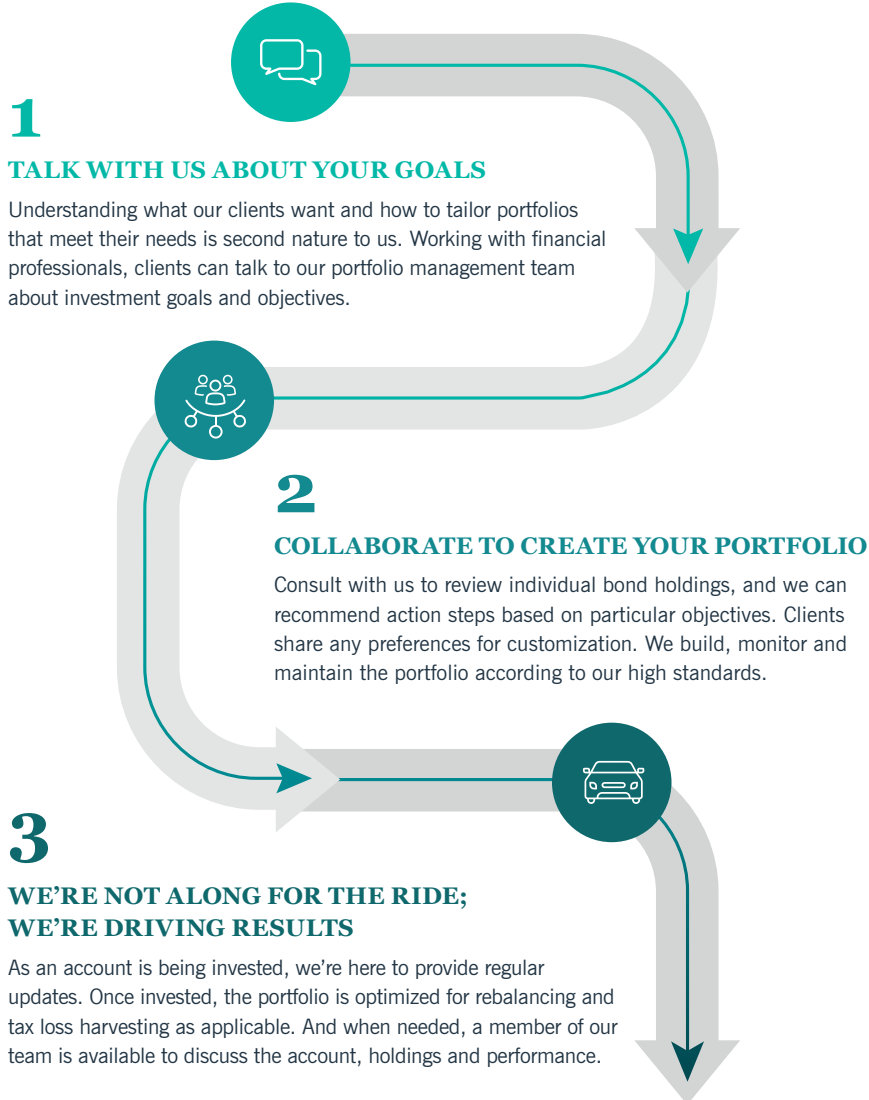 1
TALK WITH US ABOUT YOUR GOALS
Understanding what our clients want and how to tailor portfolios
that meet their needs is second nature to us. Working with financial
professionals, clients can talk to our portfolio management team
about investment goals and objectives.
2
COLLABORATE TO CREATE YOUR PORTFOLIO
Consult with us to review individual bond holdings, and we can
recommend action steps based on particular objectives. Clients
share any preferences for customization. We build, monitor and
maintain the portfolio according to our high standards.
3
WE’RE NOT ALONG FOR THE RIDE;
WE’RE DRIVING RESULTS
As an account is being invested, we’re here to provide regular
updates. Once invested, the portfolio is optimized for rebalancing and
tax loss harvesting as applicable. And when needed, a member of our
team is available to discuss the account, holdings and performance.